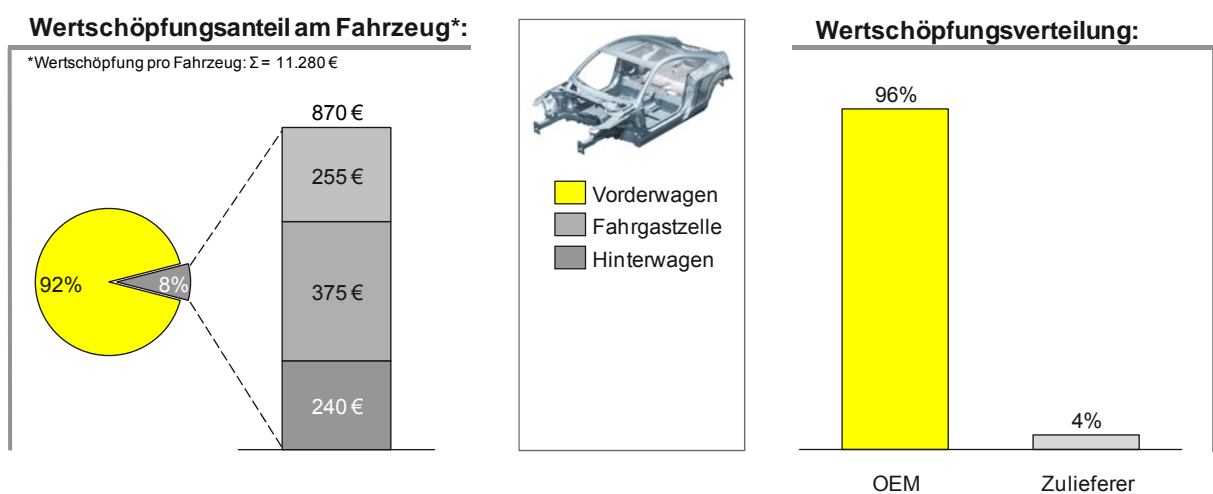 Wertschöpfungsanteil am Fahrzeug*:
*Wertschöpfung pro Fahrzeug: Σ = 11.280 €
870 €
255 €
375 €
240 €
92%
8%
Vorderwagen
Fahrgastzelle
Hinterwagen
Wertschöpfungsverteilung:
96%
4%
OEM
Zulieferer